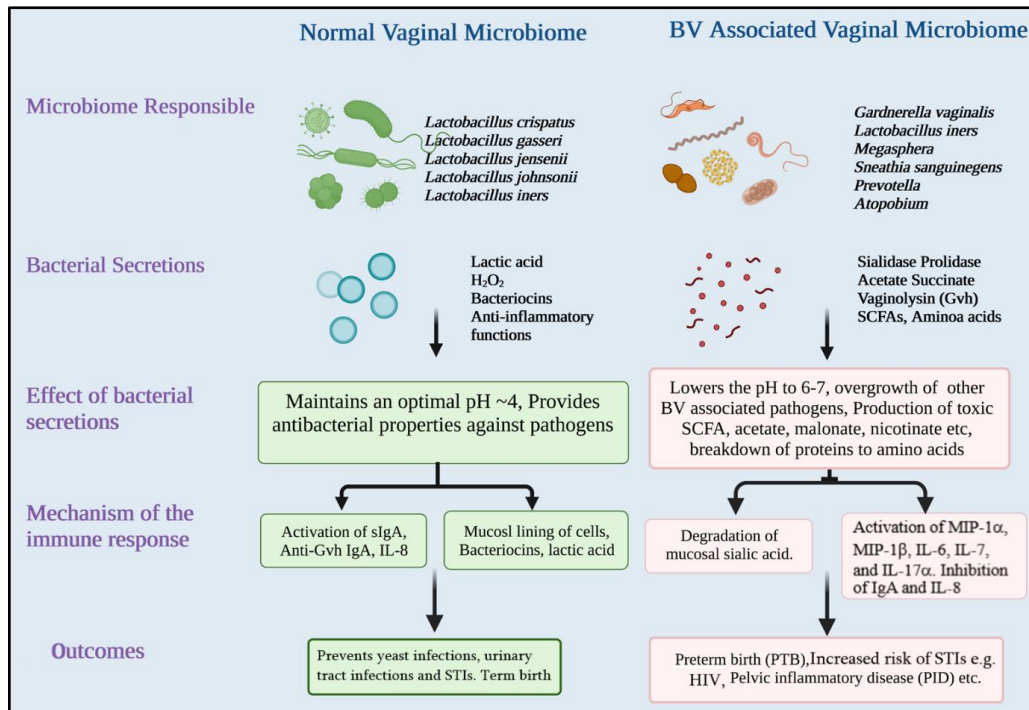 Normal Vaginal Microbiome
BV Associated Vaginal Microbiome
Microbiome Responsible
Lactobacillus crispatus
Lactobacillus gasseri
Lactobacillus jensenii
Lactobacillus johnsonii
Lactobacillus iners
Gardnerella vaginalis
Lactobacillus iners
Megasphera
Sneathia sanguinegens
Prevotella
Atopobium
Bacterial Secretions
Lactic acid
H₂O₂
Bacteriocins
Anti-inflammatory
functions
Sialidase Prolidase
Acetate Succinate
Vaginolysin (Gvh)
SCFAs, Aminoa acids
Effect of bacterial
secretions
Maintains an optimal pH ~4, Provides
antibacterial properties against pathogens
Lowers the pH to 6-7, overgrowth of other
BV associated pathogens, Production of toxic
SCFA, acetate, malonate, nicotinate etc,
breakdown of proteins to amino acids
Mechanism of the
immune response
Activation of sIgA,
Anti-Gvh IgA, IL-8
Mucosl lining of cells,
Bacteriocins, lactic acid
Degradation of
mucosal sialic acid.
Activation of MIP-1α,
MIP-1β, IL-6, IL-7,
and IL-17α. Inhibition
of IgA and IL-8
Outcomes
Prevents yeast infections, urinary
tract infections and STIs. Term birth
Preterm birth (PTB),Increased risk of STIs e.g.
HIV, Pelvic inflammatory disease (PID) etc.